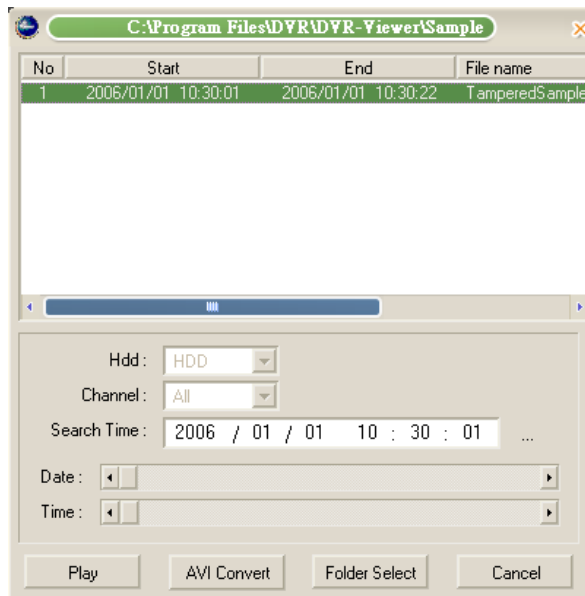 C:\Program Files\DVR\DVR-Viewer\Sample
No Start End File name
1 2006/01/01 10:30:01 2006/01/01 10:30:22 TamperedSample
Hdd : HDD
Channel : All
Search Time : 2006 / 01 / 01 10 : 30 : 01 ...
Date :
Time :
Play AVI Convert Folder Select Cancel